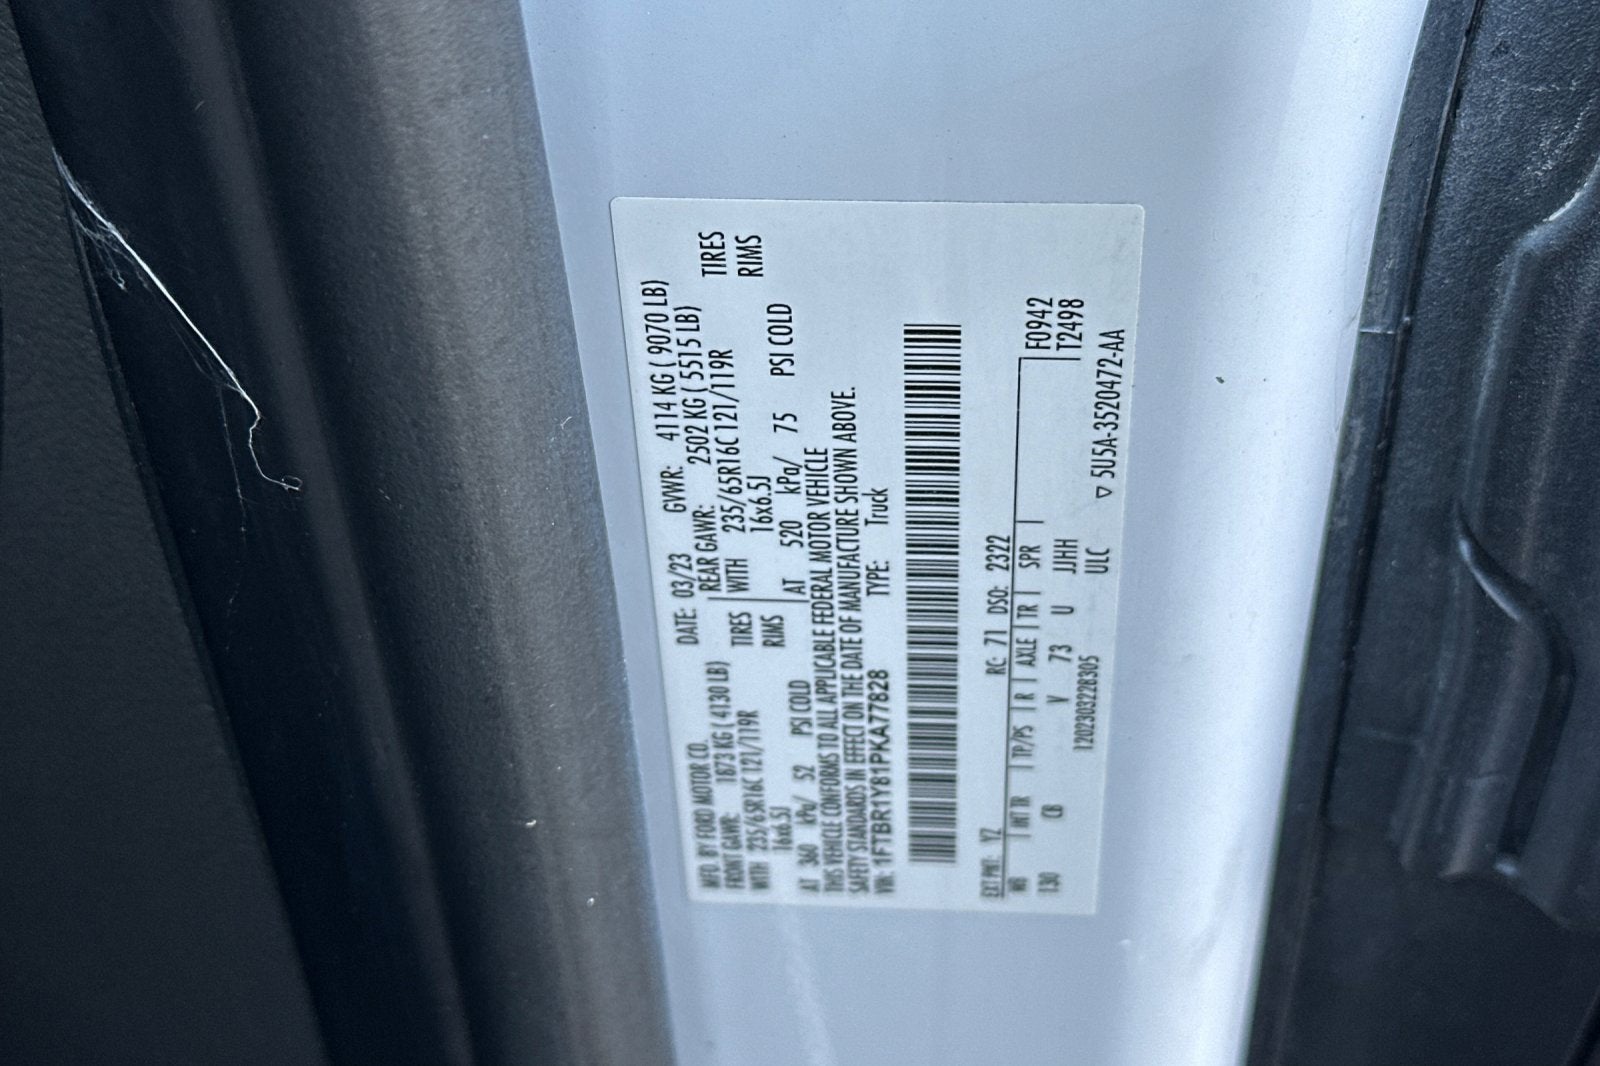 MFD. BY FORD MOTOR CO.
DATE: 03/23 GVWR: 4114 KG ( 9070 LB)
FRONT GAWR: 1873 KG ( 4130 LB) REAR GAWR: 2502 KG ( 5515 LB)
WITH 235/65R16C 121/119R TIRES WITH 235/65R16C 121/119R TIRES
16x6.5J RIMS 16x6.5J RIMS
AT 360 kPa/ 52 PSI COLD AT 520 kPa/ 75 PSI COLD
THIS VEHICLE CONFORMS TO ALL APPLICABLE FEDERAL MOTOR VEHICLE
SAFETY STANDARDS IN EFFECT ON THE DATE OF MANUFACTURE SHOWN ABOVE.
VIN: 1FTBR1Y81PKA77828 TYPE: Truck
EXT PNT: YZ RC: 71 DSO: 2322
WB INT TR TP/PS R AXLE TR SPR F0942
130 CB V 73 U JJHH T2498
120230322B305 ULC ▽ 5U5A-3520472-AA